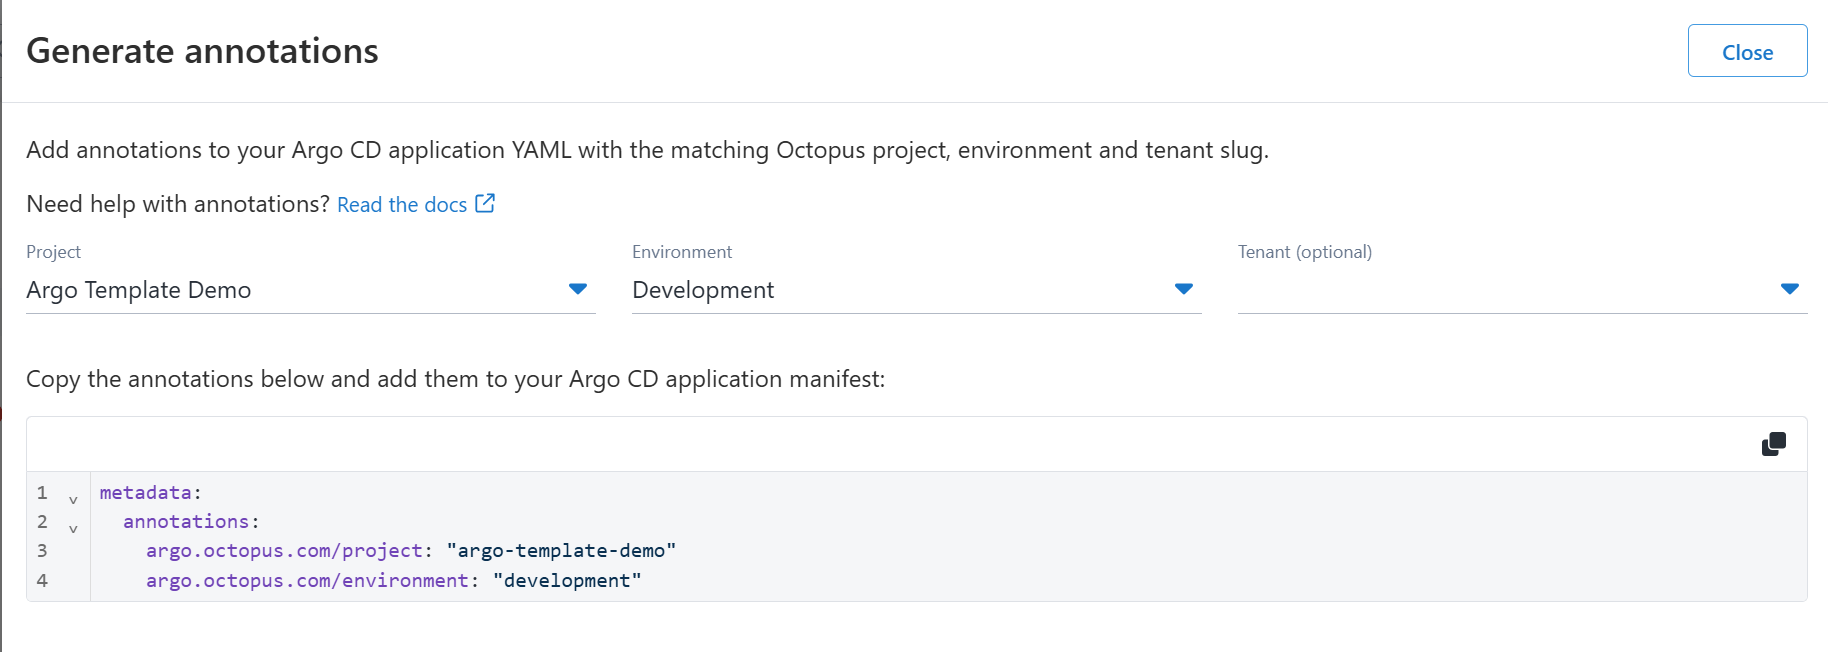 Generate annotations
Close
Add annotations to your Argo CD application YAML with the matching Octopus project, environment and tenant slug.
Need help with annotations? Read the docs
Project
Environment
Tenant (optional)
Argo Template Demo
Development
Copy the annotations below and add them to your Argo CD application manifest:
1 metadata:
2   annotations:
3     argo.octopus.com/project: "argo-template-demo"
4     argo.octopus.com/environment: "development"